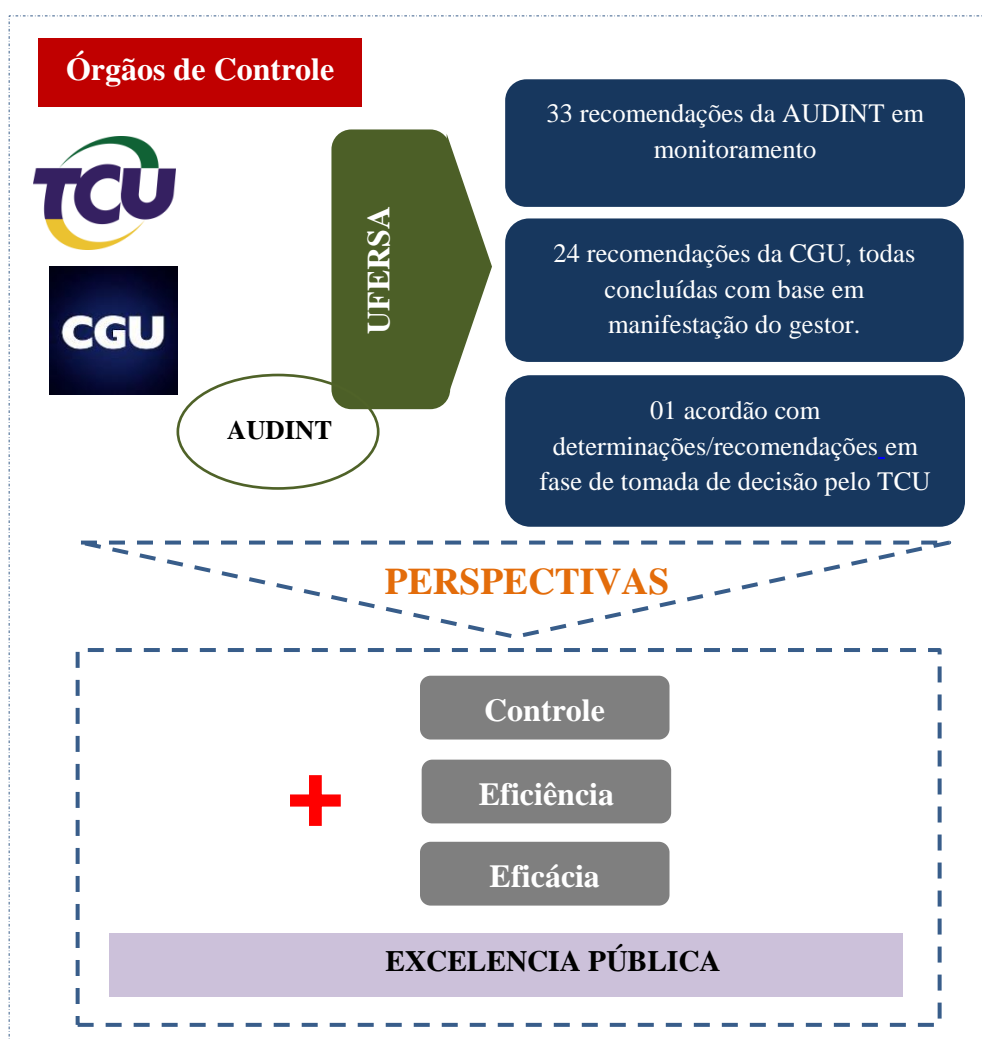 Órgãos de Controle
TCU
CGU
AUDINT
UFERSA
33 recomendações da AUDINT em
monitoramento
24 recomendações da CGU, todas
concluídas com base em
manifestação do gestor.
01 acordão com
determinações/recomendações em
fase de tomada de decisão pelo TCU
PERSPECTIVAS
+
Controle
Eficiência
Eficácia
EXCELENCIA PÚBLICA